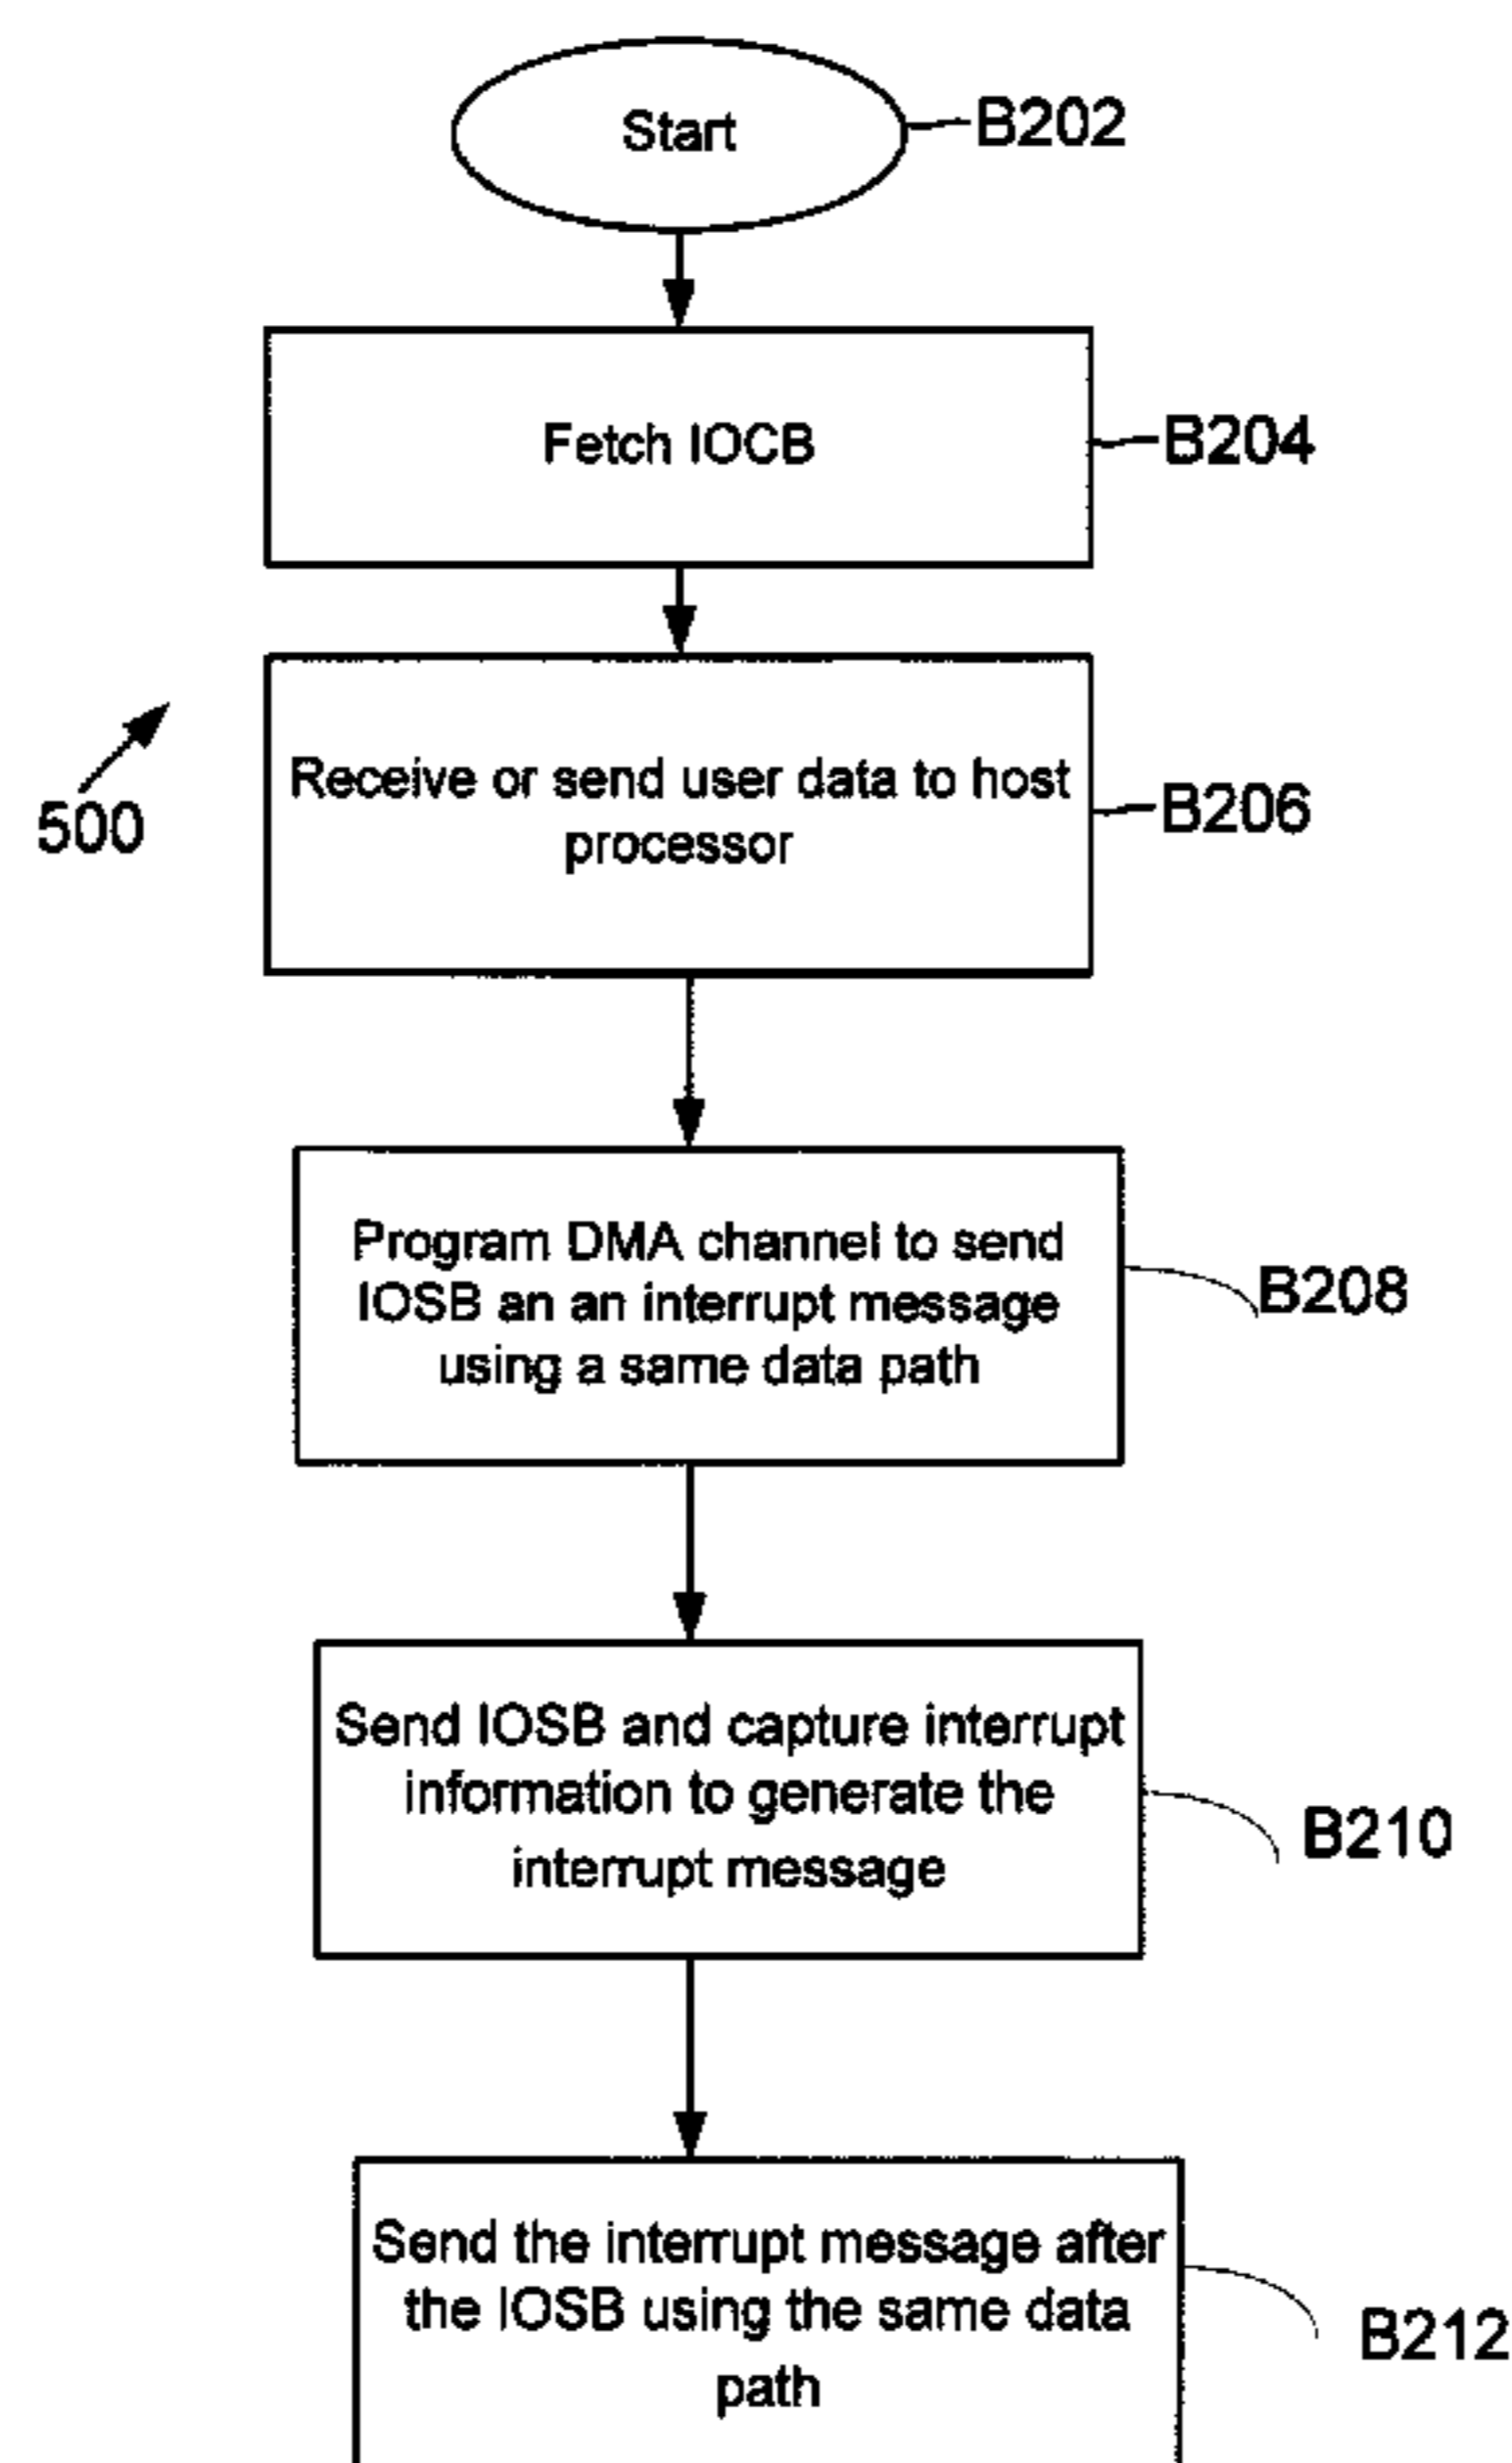 Start
B202
Fetch IOCB
B204
500
Receive or send user data to host
processor
B206
Program DMA channel to send
IOSB an an interrupt message
using a same data path
B208
Send IOSB and capture interrupt
information to generate the
interrupt message
B210
Send the interrupt message after
the IOSB using the same data
path
B212